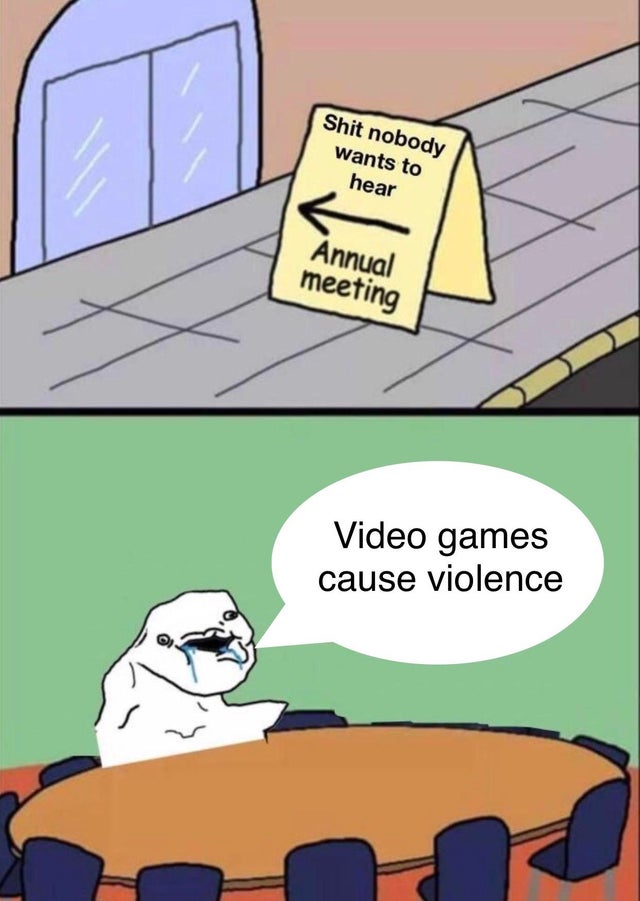 Shit nobody
wants to
hear
Annual
meeting
Video games
cause violence